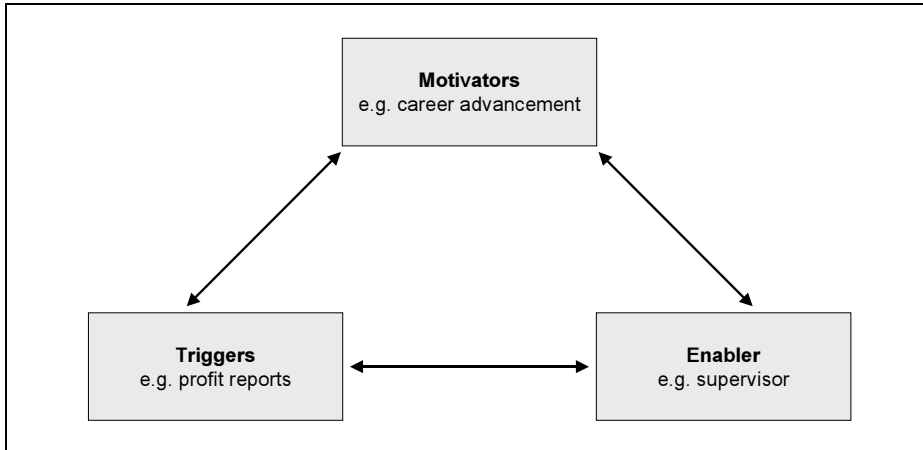 Motivators
e.g. career advancement
Triggers
e.g. profit reports
Enabler
e.g. supervisor